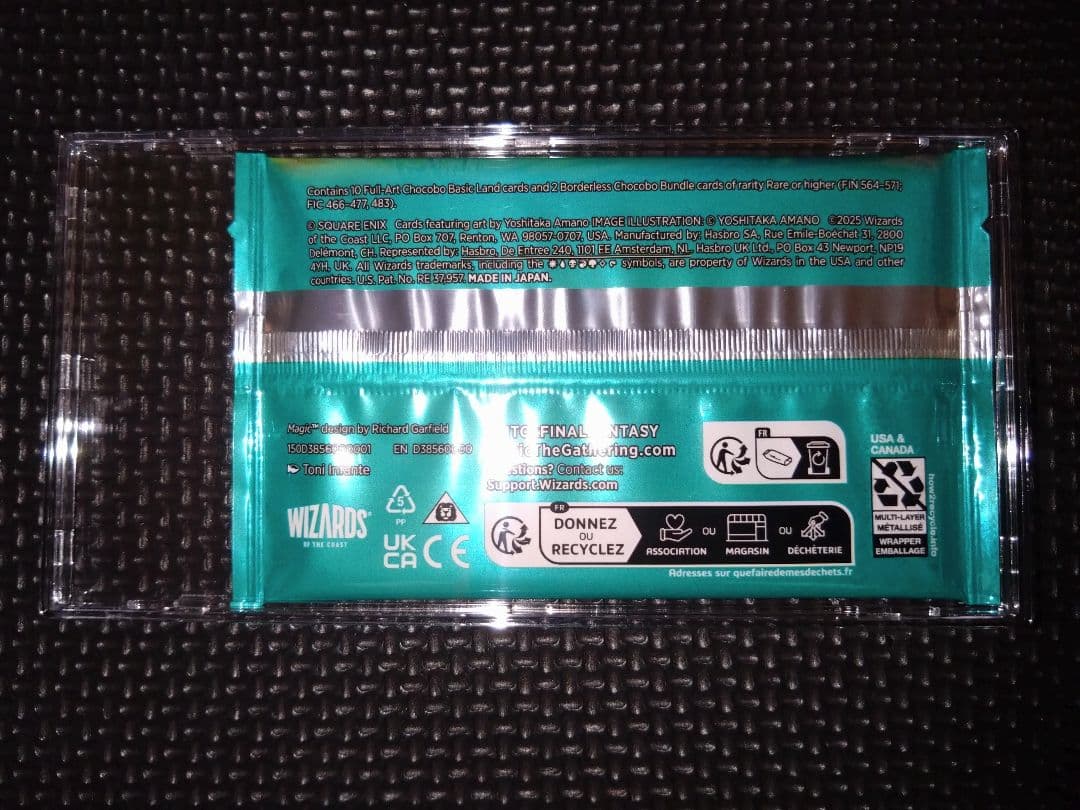 Contains 10 Full-Art Chocobo Basic Land cards and 2 Borderless Chocobo Bundle cards of rarity Rare or higher (FIN 564–571;
FIC 466–477, 483).
© SQUARE ENIX Cards featuring art by Yoshitaka Amano IMAGE ILLUSTRATION: © YOSHITAKA AMANO ©2025 Wizards
of the Coast LLC, PO Box 707, Renton, WA 98057-0707, USA. Manufactured by: Hasbro SA, Rue Emile-Boéchat 31, 2800
Delémont, CH. Represented by: Hasbro, De Entree 240, 1101 EE Amsterdam, NL. Hasbro UK Ltd., PO Box 43 Newport, NP19
4YH, UK. All Wizards trademarks, including the symbols, are property of Wizards in the USA and other
countries. U.S. Pat. No. RE 37,957. MADE IN JAPAN.
Magic™ design by Richard Garfield
EN
Toni Infante
WIZARDS®
OF THE COAST
5
PP
UK
CA CE
FINAL
TheGathering.com
Contact us:
Support.Wizards.com
FR
FR
DONNEZ
OU
RECYCLEZ
ASSOCIATION
OU
MAGASIN
OU
DÉCHÈTERIE
Adresses sur quefairedemesdechets.fr
USA &
CANADA
MULTI-LAYER
MÉTALLISÉ
WRAPPER
EMBALLAGE
how2recycle.info